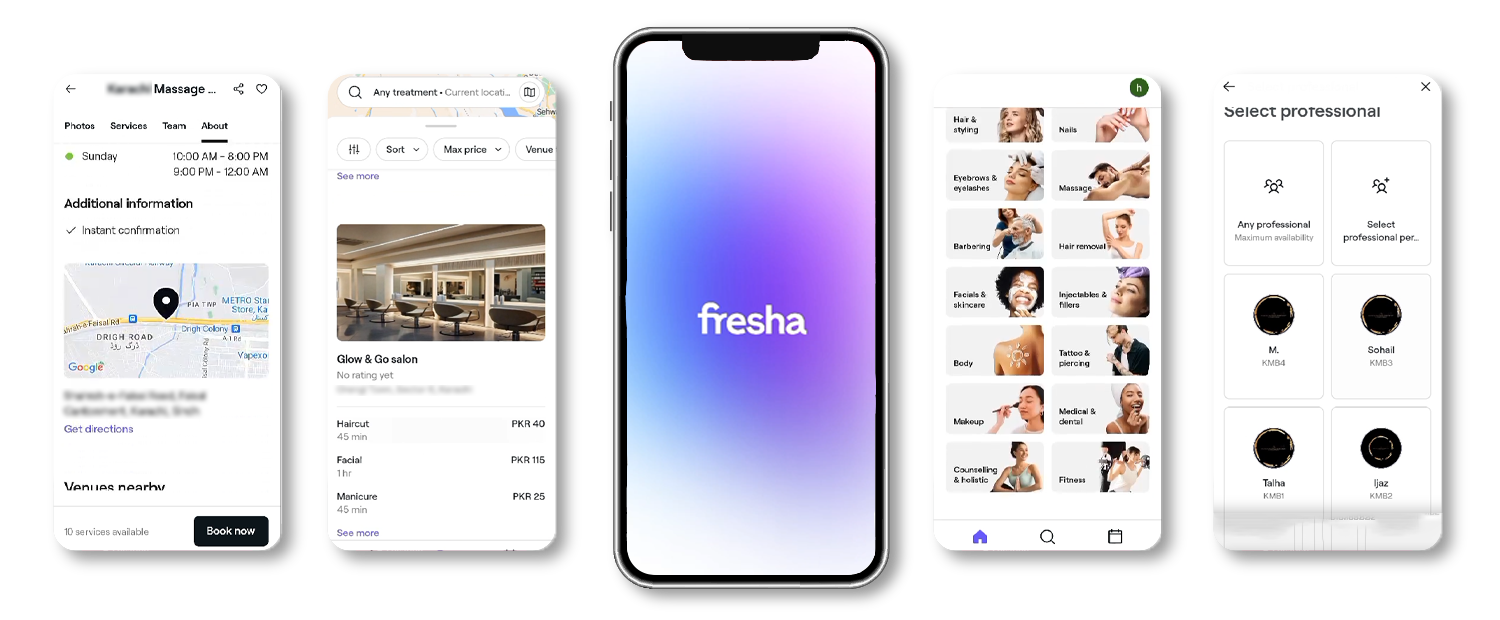 Massage ...
Photos Services Team About
Sunday 10:00 AM – 8:00 PM
9:00 PM – 12:00 AM
Additional information
Instant confirmation
PIA TWP
METRO Sta
Store, Ka
Drigh Colony
DRIGH ROAD
ڈرگ روڈ
A.1 Rd
Vapexo
Google
Get directions
Venues nearby
10 services available
Book now
Any treatment • Current locati...
Sehw
Sort
Max price
Venue
See more
Glow & Go salon
No rating yet
Haircut PKR 40
45 min
Facial PKR 115
1 hr
Manicure PKR 25
45 min
See more
fresha
h
Hair &
styling
Nails
Eyebrows &
eyelashes
Massage
Barbering
Hair removal
Facials &
skincare
Injectables &
fillers
Body
Tattoo &
piercing
Makeup
Medical &
dental
Counselling
& holistic
Fitness
Select professional
Any professional
Maximum availability
Select
professional per...
M.
KMB4
Sohail
KMB3
Talha
KMB1
Ijaz
KMB2